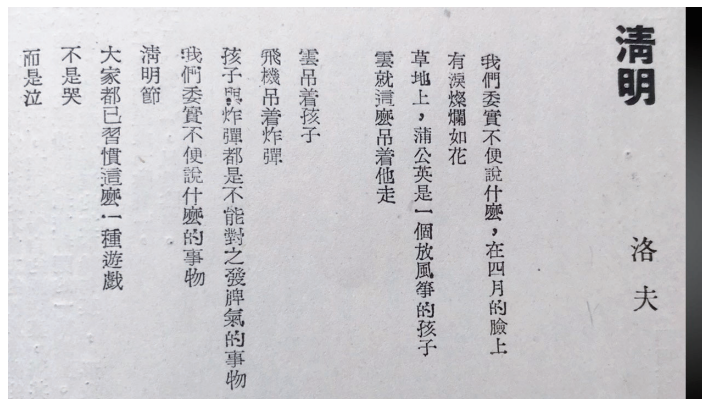 清明
洛夫
我們委實不便說什麼，在四月的臉上
有淚燦爛如花
草地上，蒲公英是一個放風箏的孩子
雲就這麼吊着他走
雲吊着孩子
飛機吊着炸彈
孩子與炸彈都是不能對之發脾氣的事物
我們委實不便說什麼的事物
清明節
大家都已習慣這麼一種遊戲
不是哭
而是泣